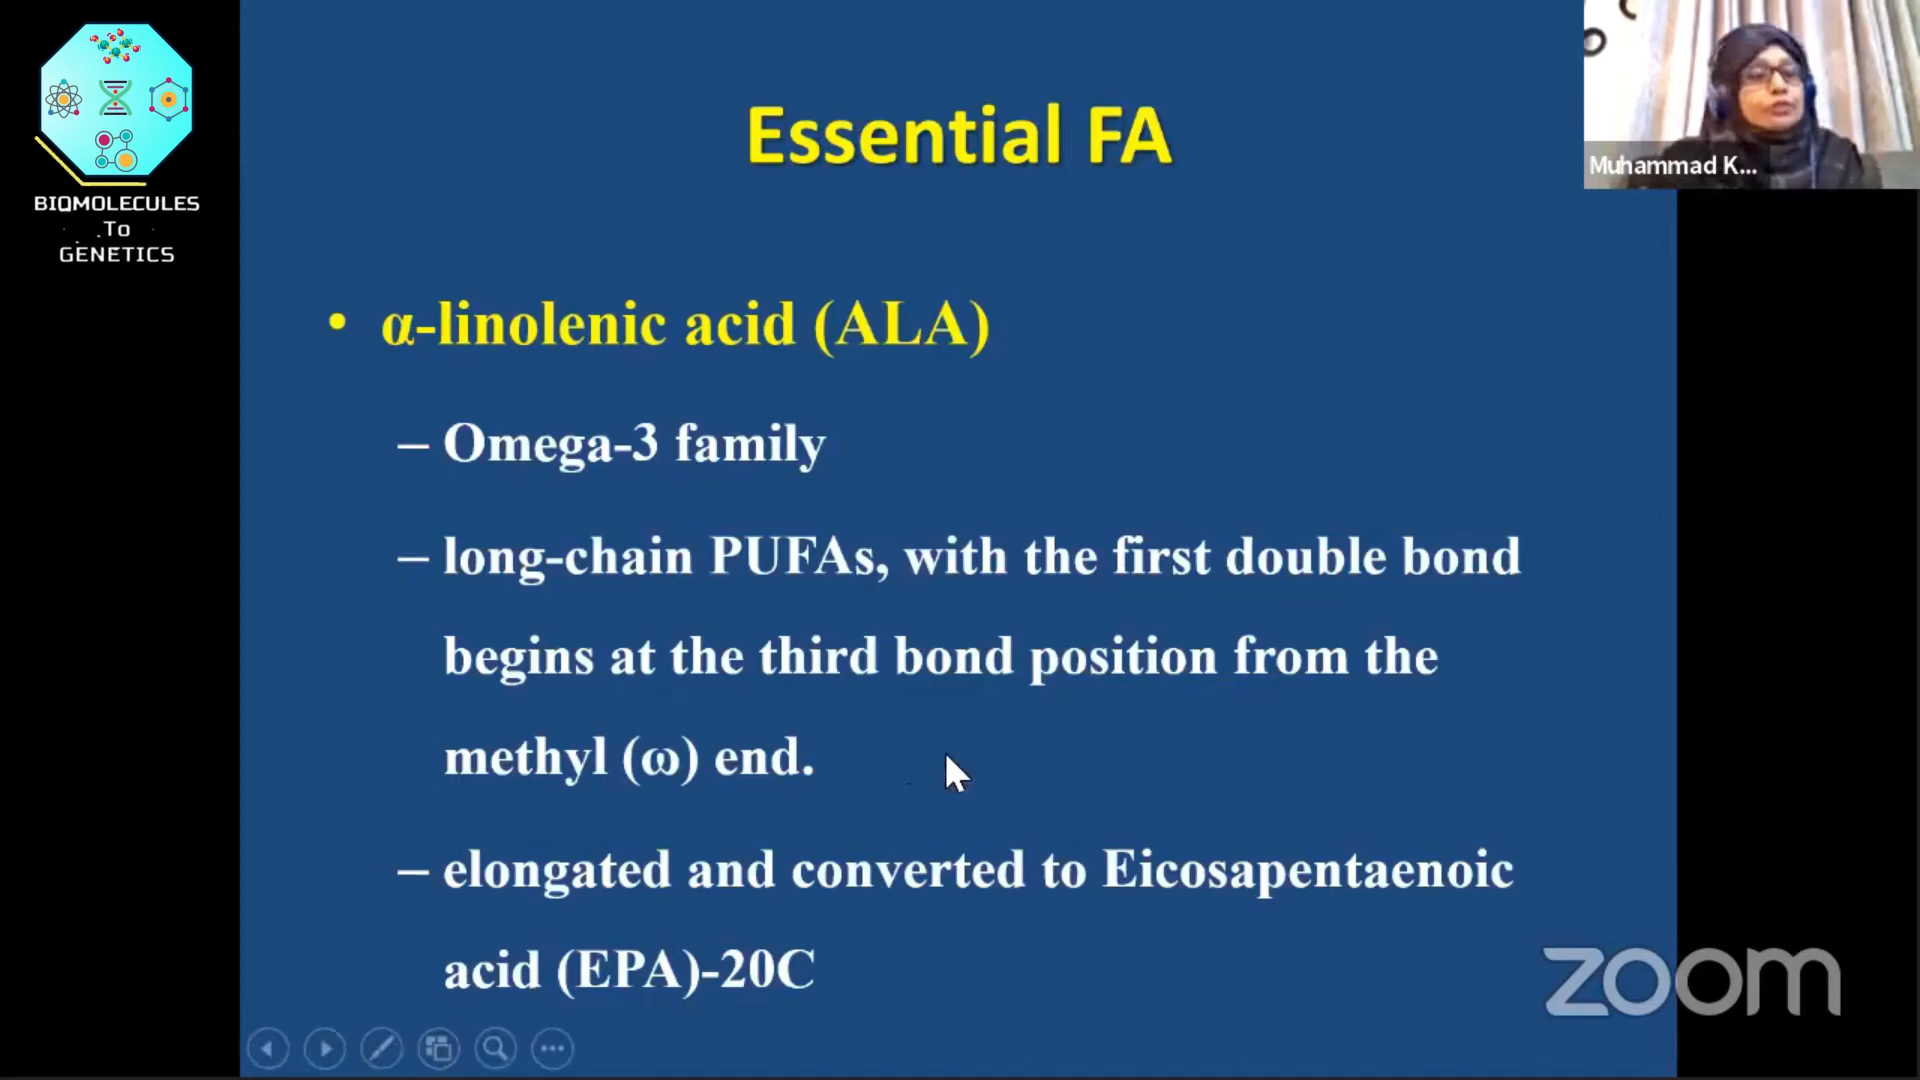 BIOMOLECULES
To
GENETICS
Essential FA
Muhammad K...
• α-linolenic acid (ALA)
– Omega-3 family
– long-chain PUFAs, with the first double bond
begins at the third bond position from the
methyl (ω) end.
– elongated and converted to Eicosapentaenoic
acid (EPA)-20C
zoom